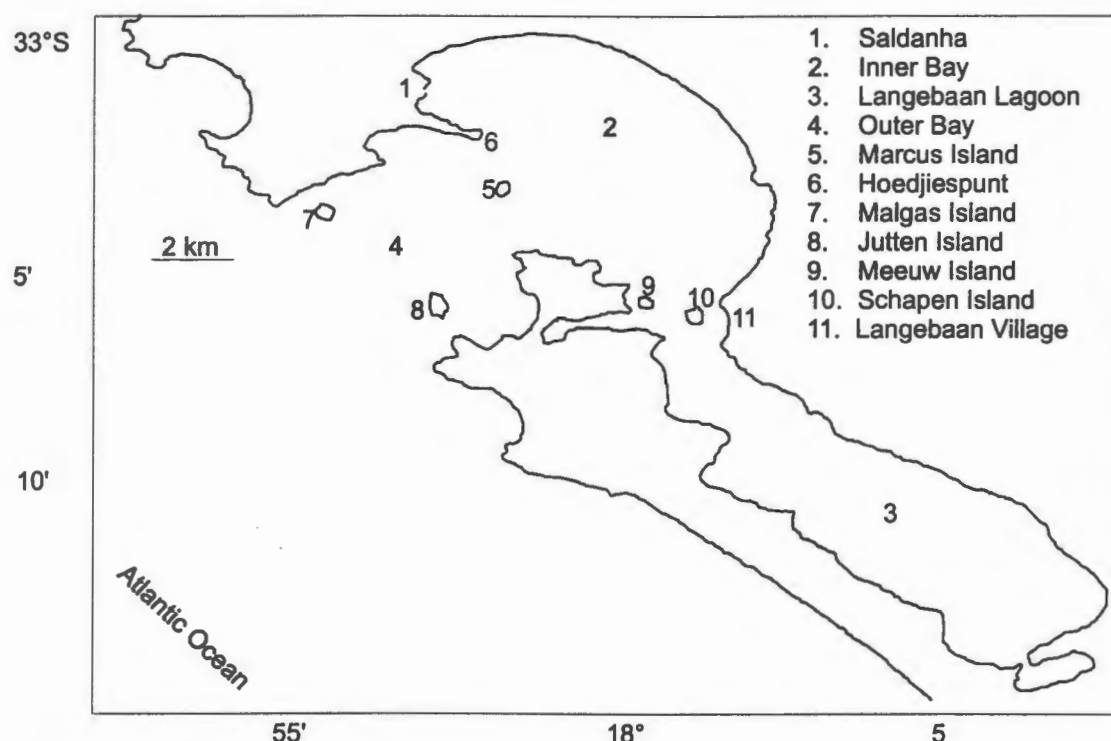 33°S
5'
10'
55'
18°
5
Atlantic Ocean
2 km
1
2
3
4
5
6
7
8
9
10
11
1. Saldanha
2. Inner Bay
3. Langebaan Lagoon
4. Outer Bay
5. Marcus Island
6. Hoedjiespunt
7. Malgas Island
8. Jutten Island
9. Meeuw Island
10. Schapen Island
11. Langebaan Village